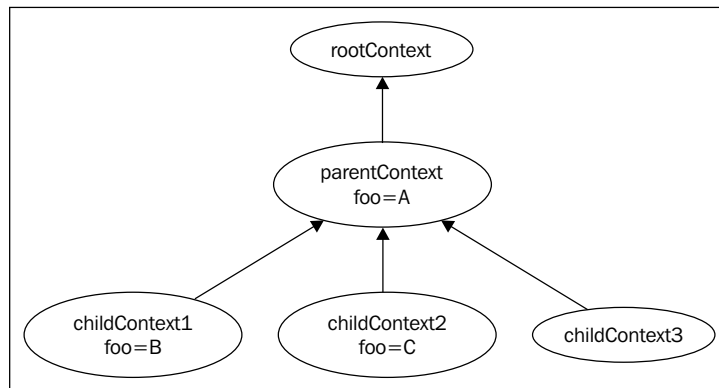 rootContext
parentContext
foo=A
childContext1
foo=B
childContext2
foo=C
childContext3